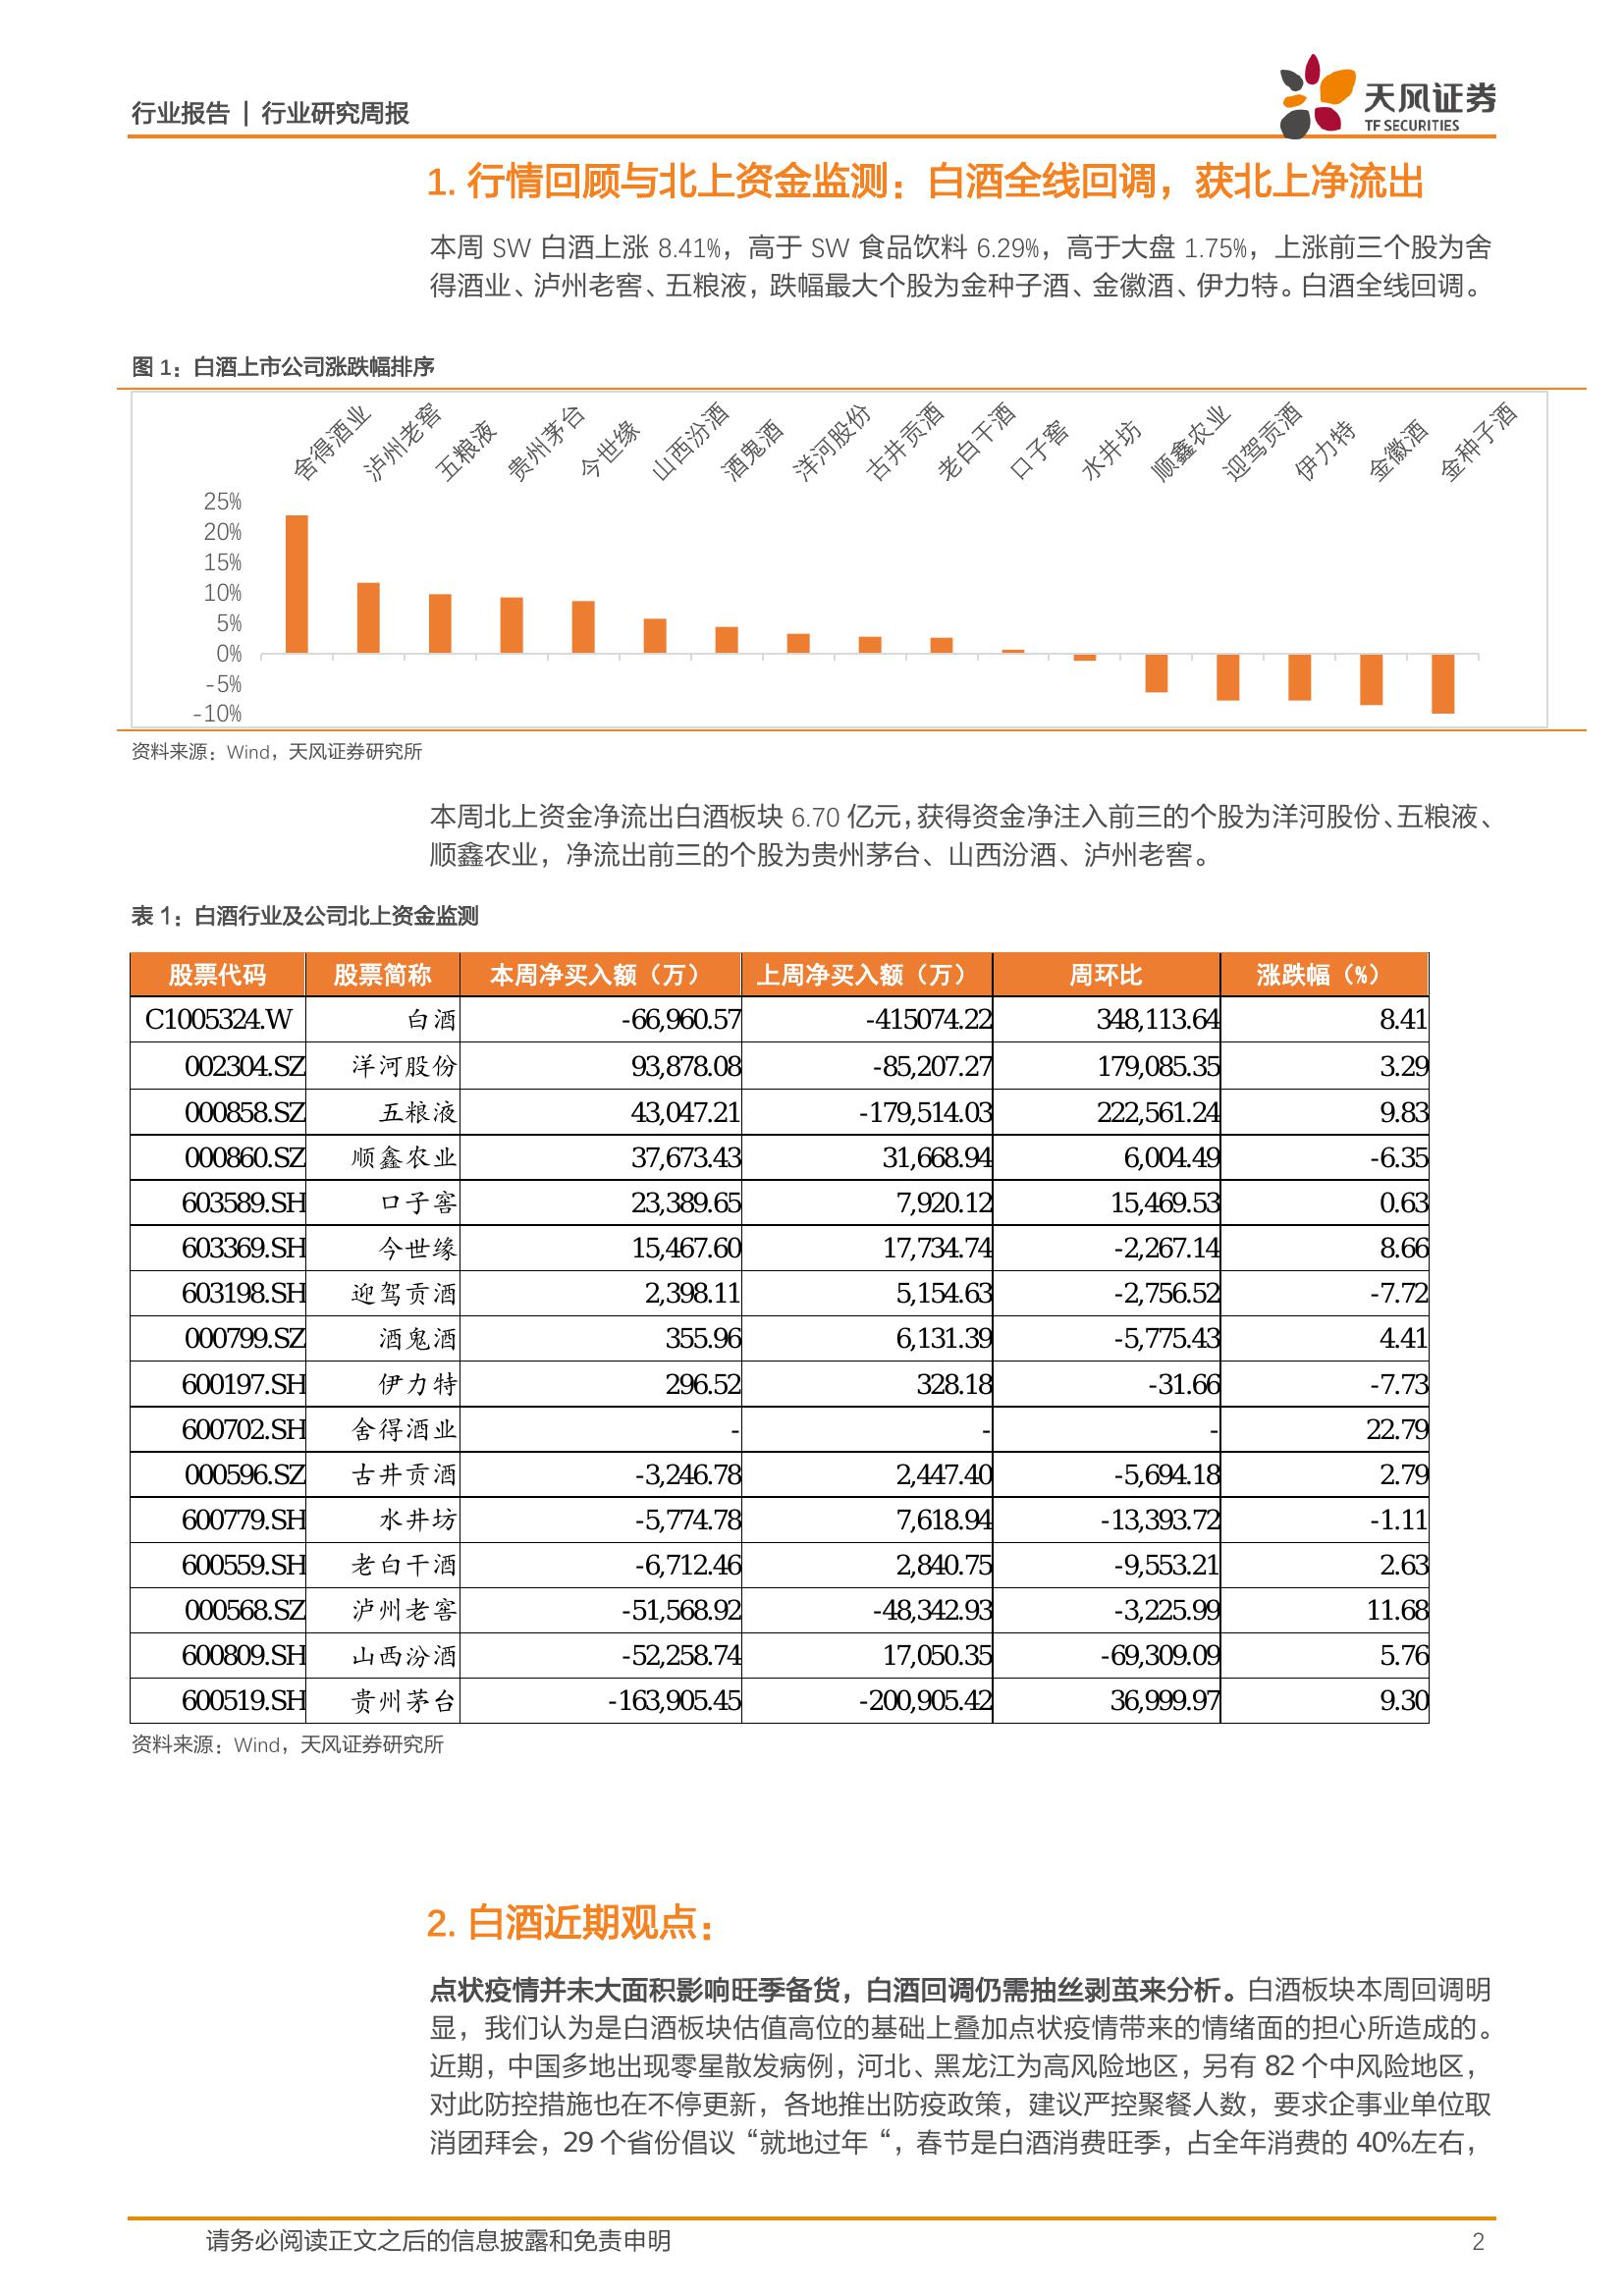 行业报告 | 行业研究周报
天风证券
TF SECURITIES
1. 行情回顾与北上资金监测：白酒全线回调，获北上净流出
本周 SW 白酒上涨 8.41%，高于 SW 食品饮料 6.29%，高于大盘 1.75%，上涨前三个股为舍
得酒业、泸州老窖、五粮液，跌幅最大个股为金种子酒、金徽酒、伊力特。白酒全线回调。
图 1：白酒上市公司涨跌幅排序
舍得酒业 泸州老窖 五粮液 贵州茅台 今世缘 山西汾酒 酒鬼酒 洋河股份 古井贡酒 老白干酒 口子窖 水井坊 顺鑫农业 迎驾贡酒 伊力特 金徽酒 金种子酒
25%
20%
15%
10%
5%
0%
-5%
-10%
资料来源：Wind，天风证券研究所
本周北上资金净流出白酒板块 6.70 亿元，获得资金净注入前三的个股为洋河股份、五粮液、
顺鑫农业，净流出前三的个股为贵州茅台、山西汾酒、泸州老窖。
表 1：白酒行业及公司北上资金监测
股票代码 股票简称 本周净买入额（万） 上周净买入额（万） 周环比 涨跌幅（%）
C1005324.W 白酒 -66,960.57 -415074.22 348,113.64 8.41
002304.SZ 洋河股份 93,878.08 -85,207.27 179,085.35 3.29
000858.SZ 五粮液 43,047.21 -179,514.03 222,561.24 9.83
000860.SZ 顺鑫农业 37,673.43 31,668.94 6,004.49 -6.35
603589.SH 口子窖 23,389.65 7,920.12 15,469.53 0.63
603369.SH 今世缘 15,467.60 17,734.74 -2,267.14 8.66
603198.SH 迎驾贡酒 2,398.11 5,154.63 -2,756.52 -7.72
000799.SZ 酒鬼酒 355.96 6,131.39 -5,775.43 4.41
600197.SH 伊力特 296.52 328.18 -31.66 -7.73
600702.SH 舍得酒业 - - - 22.79
000596.SZ 古井贡酒 -3,246.78 2,447.40 -5,694.18 2.79
600779.SH 水井坊 -5,774.78 7,618.94 -13,393.72 -1.11
600559.SH 老白干酒 -6,712.46 2,840.75 -9,553.21 2.63
000568.SZ 泸州老窖 -51,568.92 -48,342.93 -3,225.99 11.68
600809.SH 山西汾酒 -52,258.74 17,050.35 -69,309.09 5.76
600519.SH 贵州茅台 -163,905.45 -200,905.42 36,999.97 9.30
资料来源：Wind，天风证券研究所
2. 白酒近期观点：
点状疫情并未大面积影响旺季备货，白酒回调仍需抽丝剥茧来分析。白酒板块本周回调明
显，我们认为是白酒板块估值高位的基础上叠加点状疫情带来的情绪面的担心所造成的。
近期，中国多地出现零星散发病例，河北、黑龙江为高风险地区，另有 82 个中风险地区，
对此防控措施也在不停更新，各地推出防疫政策，建议严控聚餐人数，要求企事业单位取
消团拜会，29 个省份倡议“就地过年“，春节是白酒消费旺季，占全年消费的 40%左右，
请务必阅读正文之后的信息披露和免责申明
2